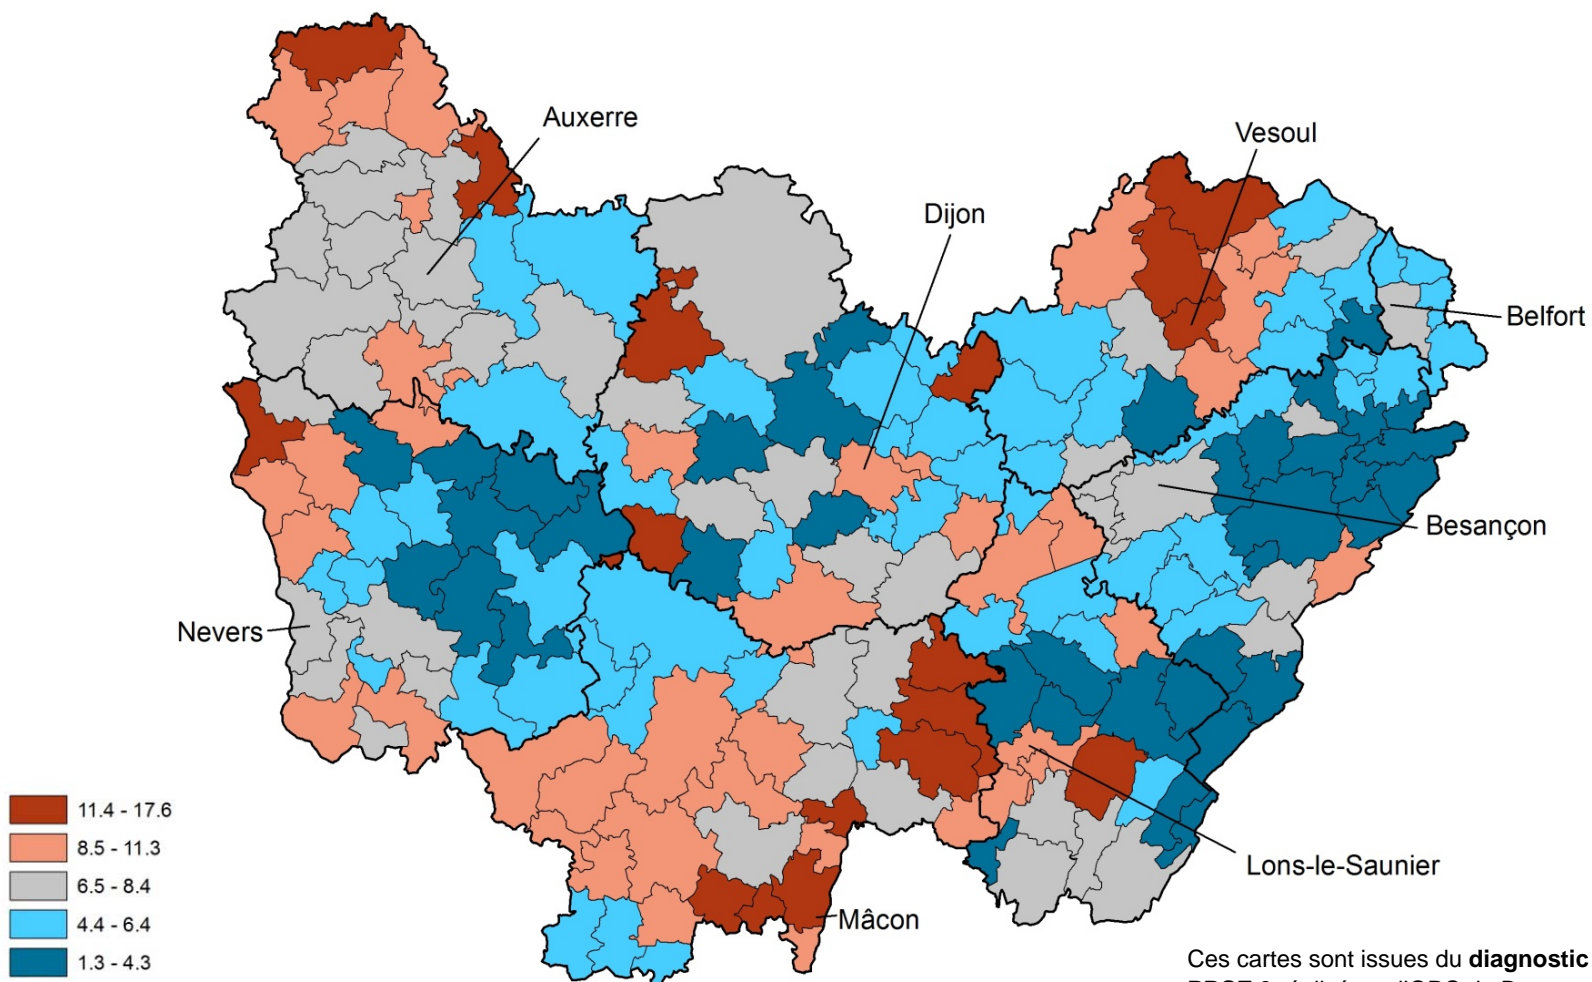 Auxerre
Vesoul
Dijon
Belfort
Besançon
Nevers
11.4 - 17.6
8.5 - 11.3
6.5 - 8.4
4.4 - 6.4
1.3 - 4.3
Lons-le-Saunier
Mâcon
Ces cartes sont issues du diagnostic